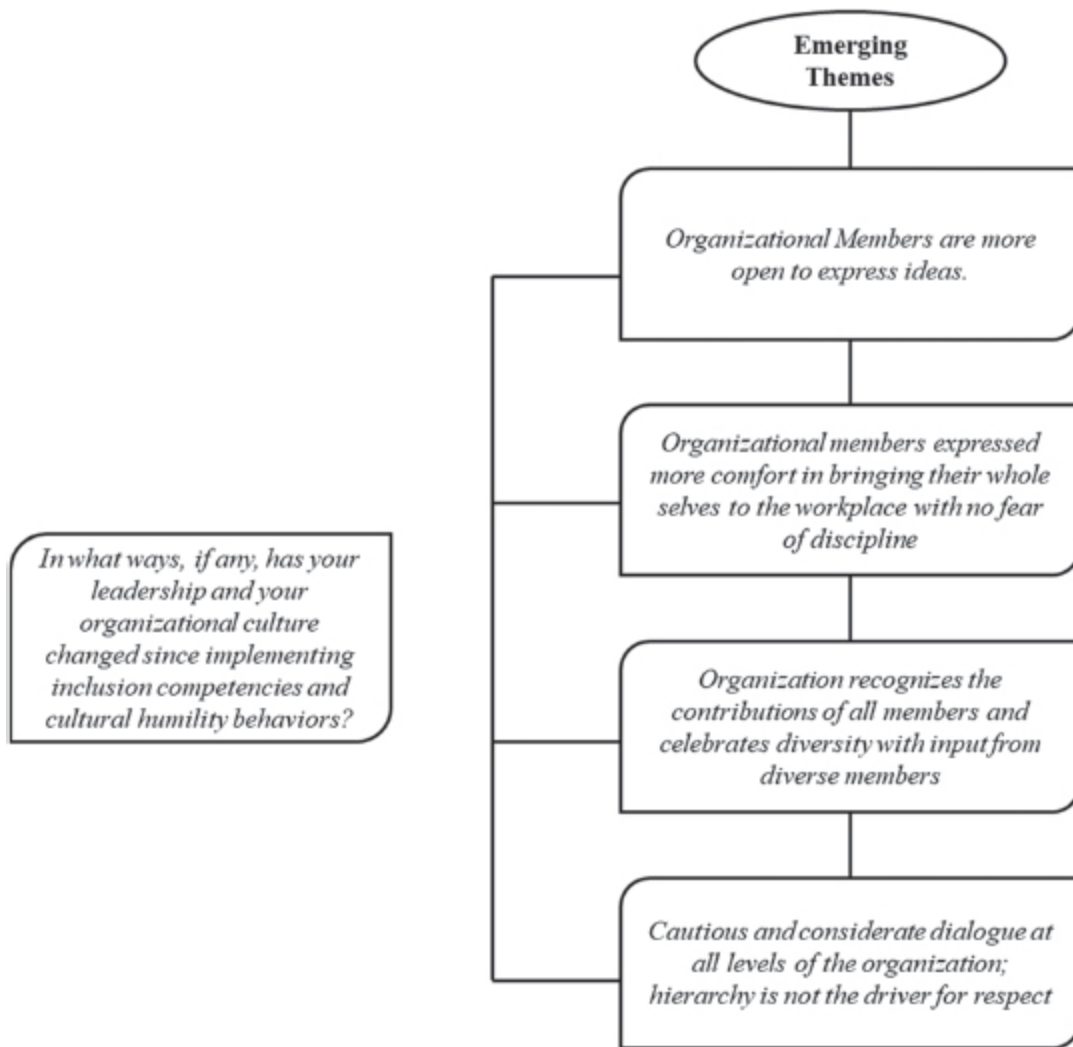 Emerging
Themes
Organizational Members are more
open to express ideas.
Organizational members expressed
more comfort in bringing their whole
selves to the workplace with no fear
of discipline
In what ways, if any, has your
leadership and your
organizational culture
changed since implementing
inclusion competencies and
cultural humility behaviors?
Organization recognizes the
contributions of all members and
celebrates diversity with input from
diverse members
Cautious and considerate dialogue at
all levels of the organization;
hierarchy is not the driver for respect